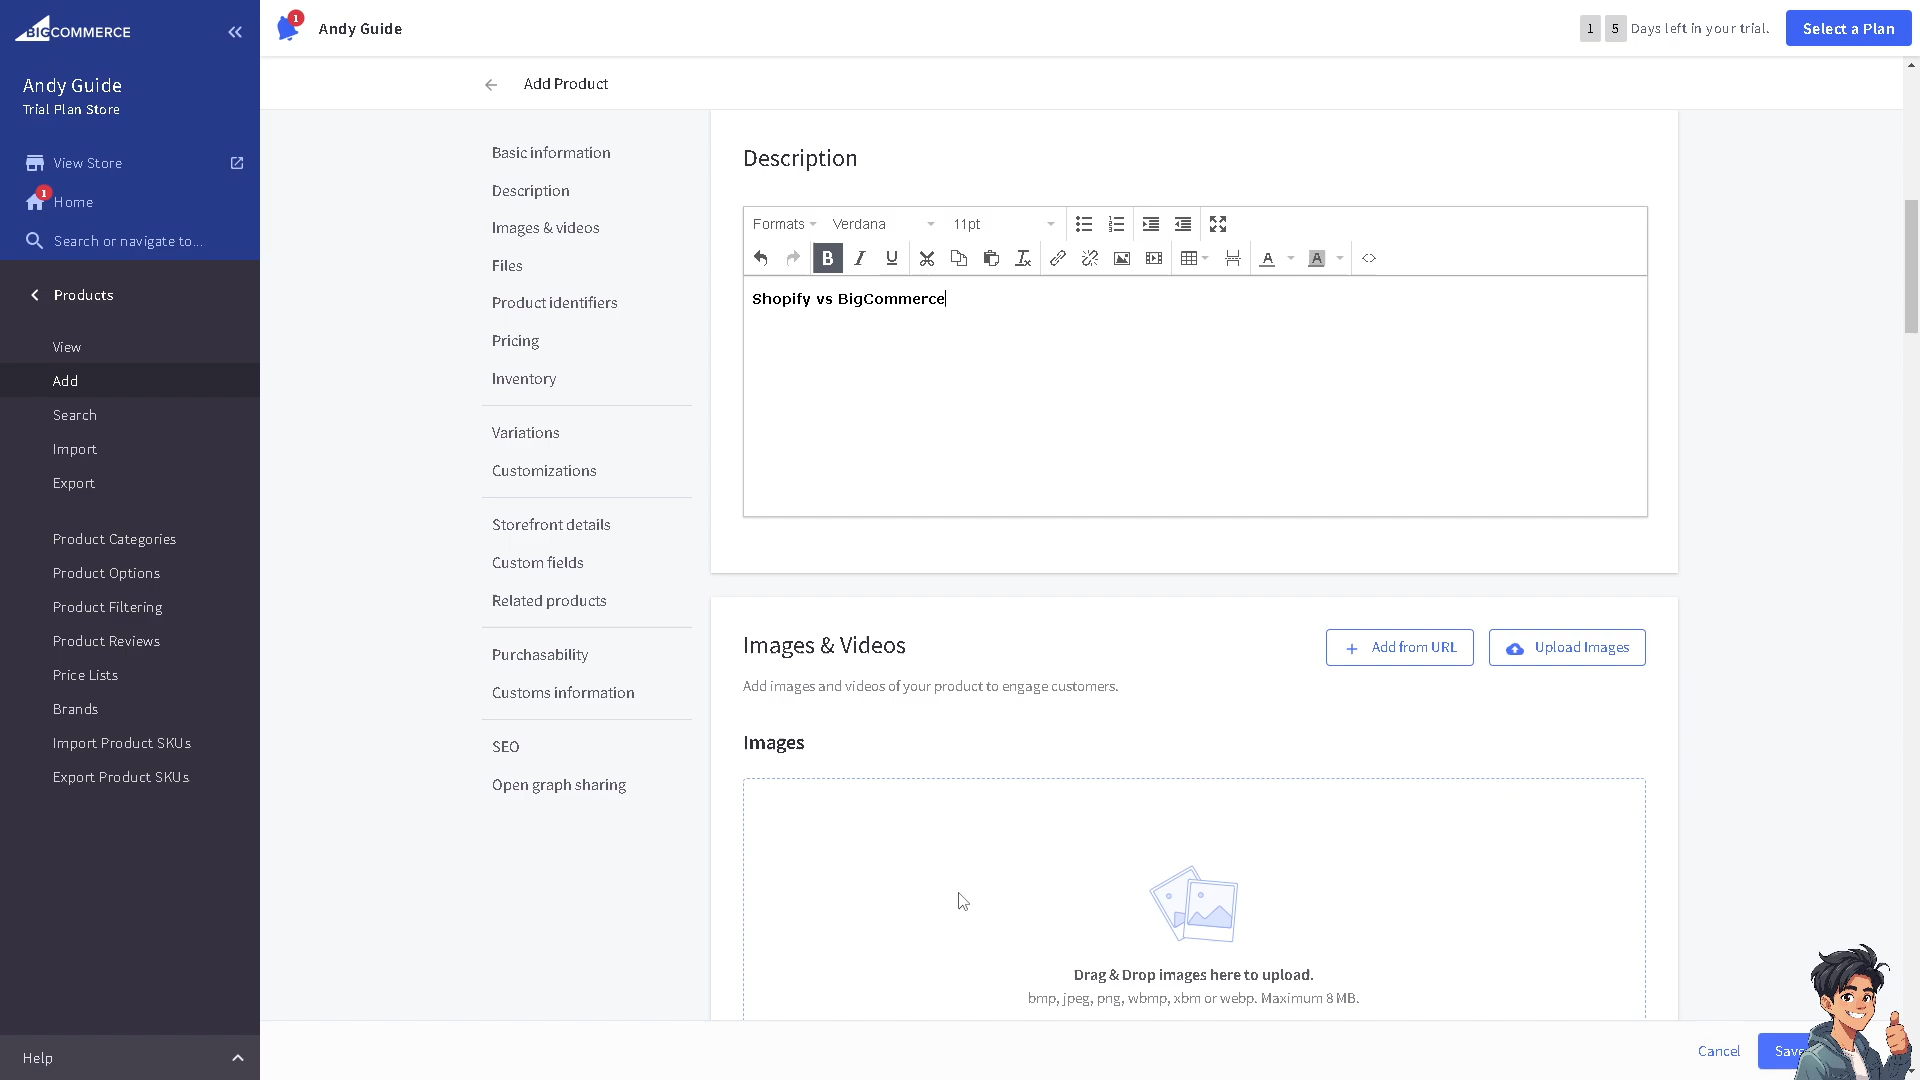 BIGCOMMERCE
Andy Guide
Trial Plan Store
View Store
1
Home
Search or navigate to...
Products
View
Add
Search
Import
Export
Product Categories
Product Options
Product Filtering
Product Reviews
Price Lists
Brands
Import Product SKUs
Export Product SKUs
Help
1
Andy Guide
1 5 Days left in your trial.
Select a Plan
Add Product
Basic information
Description
Images & videos
Files
Product identifiers
Pricing
Inventory
Variations
Customizations
Storefront details
Custom fields
Related products
Purchasability
Customs information
SEO
Open graph sharing
Description
Formats Verdana 11pt
B I U A A
Shopify vs BigCommerce
Images & Videos
Add from URL
Upload Images
Add images and videos of your product to engage customers.
Images
Drag & Drop images here to upload.
bmp, jpeg, png, wbmp, xbm or webp. Maximum 8 MB.
Cancel
Save